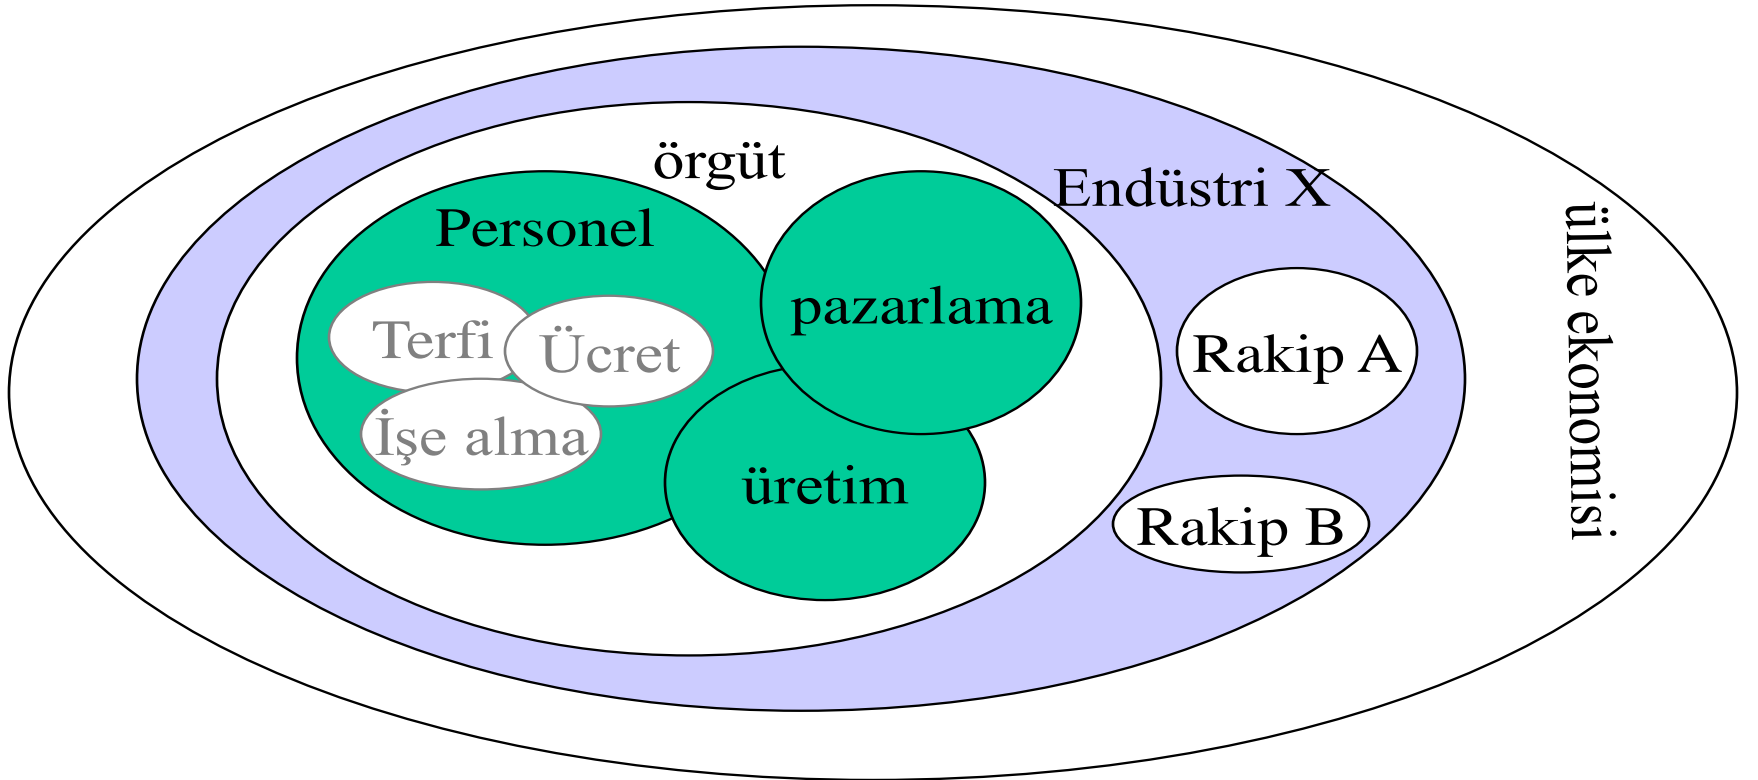 örgüt
Endüstri X
Personel
pazarlama
Terfi
Ücret
İşe alma
üretim
Rakip A
Rakip B
ülke ekonomisi